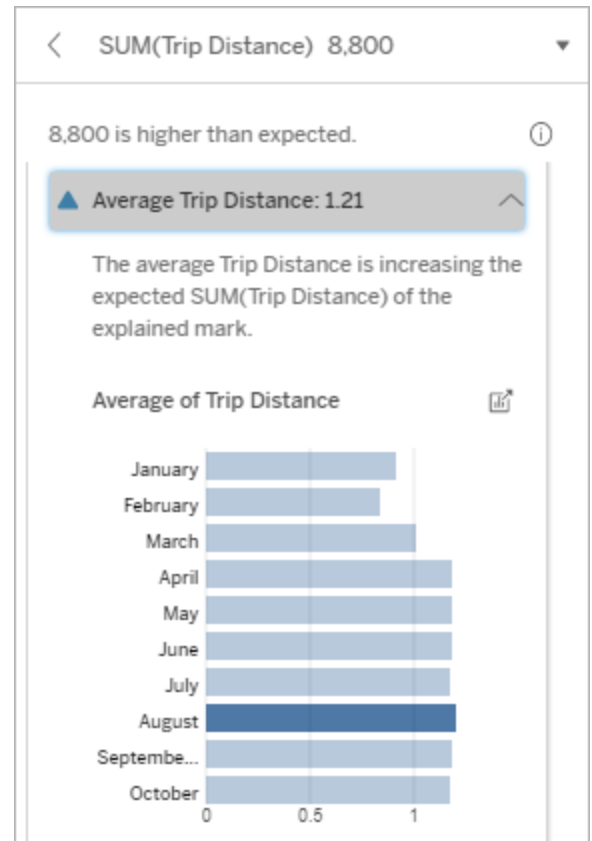 SUM(Trip Distance) 8,800
8,800 is higher than expected.
Average Trip Distance: 1.21
The average Trip Distance is increasing the
expected SUM(Trip Distance) of the
explained mark.
Average of Trip Distance
January
February
March
April
May
June
July
August
Septembe...
October
0 0.5 1